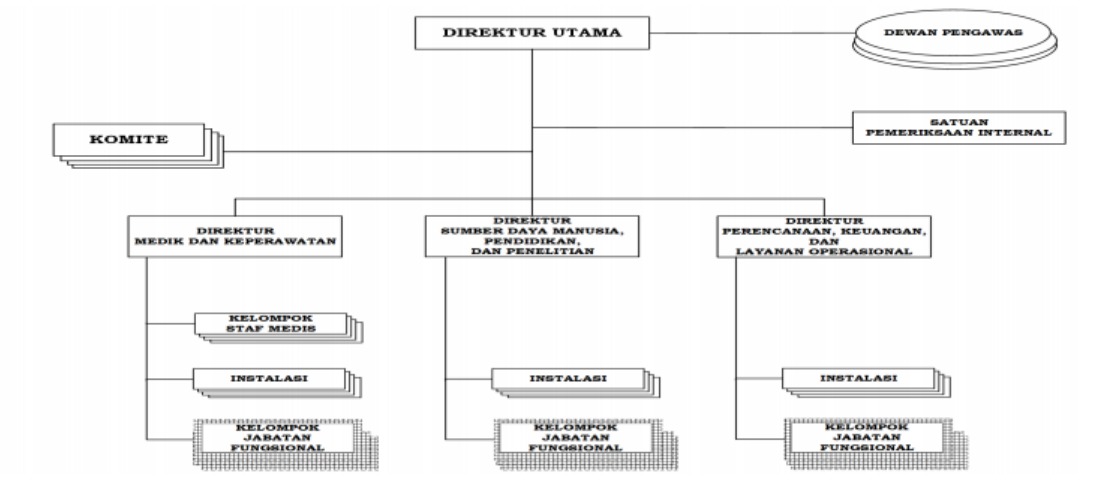 DIREKTUR UTAMA
DEWAN PENGAWAS
SATUAN
PEMERIKSAAN INTERNAL
KOMITE
DIREKTUR
MEDIK DAN KEPERAWATAN
DIREKTUR
SUMBER DAYA MANUSIA,
PENDIDIKAN,
DAN PENELITIAN
DIREKTUR
PERENCANAAN, KEUANGAN,
DAN
LAYANAN OPERASIONAL
KELOMPOK
STAF MEDIS
INSTALASI
INSTALASI
INSTALASI
KELOMPOK
JABATAN
FUNGSIONAL
KELOMPOK
JABATAN
FUNGSIONAL
KELOMPOK
JABATAN
FUNGSIONAL